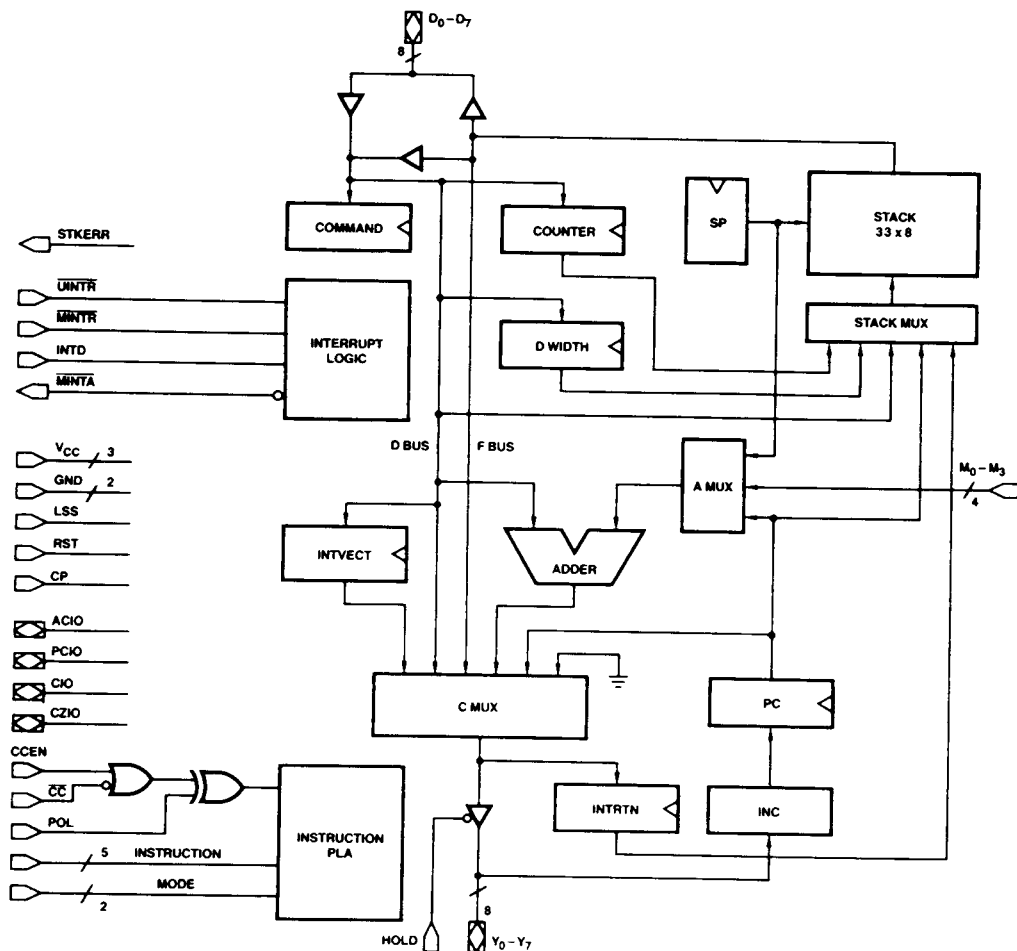 D₀–D₇
8
COMMAND
COUNTER
SP
STACK
33 x 8
STKERR
UINTR
MINTR
INTD
MINTA
INTERRUPT
LOGIC
D WIDTH
STACK MUX
D BUS
F BUS
VCC
3
GND
2
LSS
RST
CP
A MUX
M₀–M₃
4
INTVECT
ADDER
ACIO
PCIO
CIO
CZIO
C MUX
PC
CCEN
CC
POL
5
INSTRUCTION
MODE
2
INSTRUCTION
PLA
INTRTN
INC
HOLD
8
Y₀–Y₇